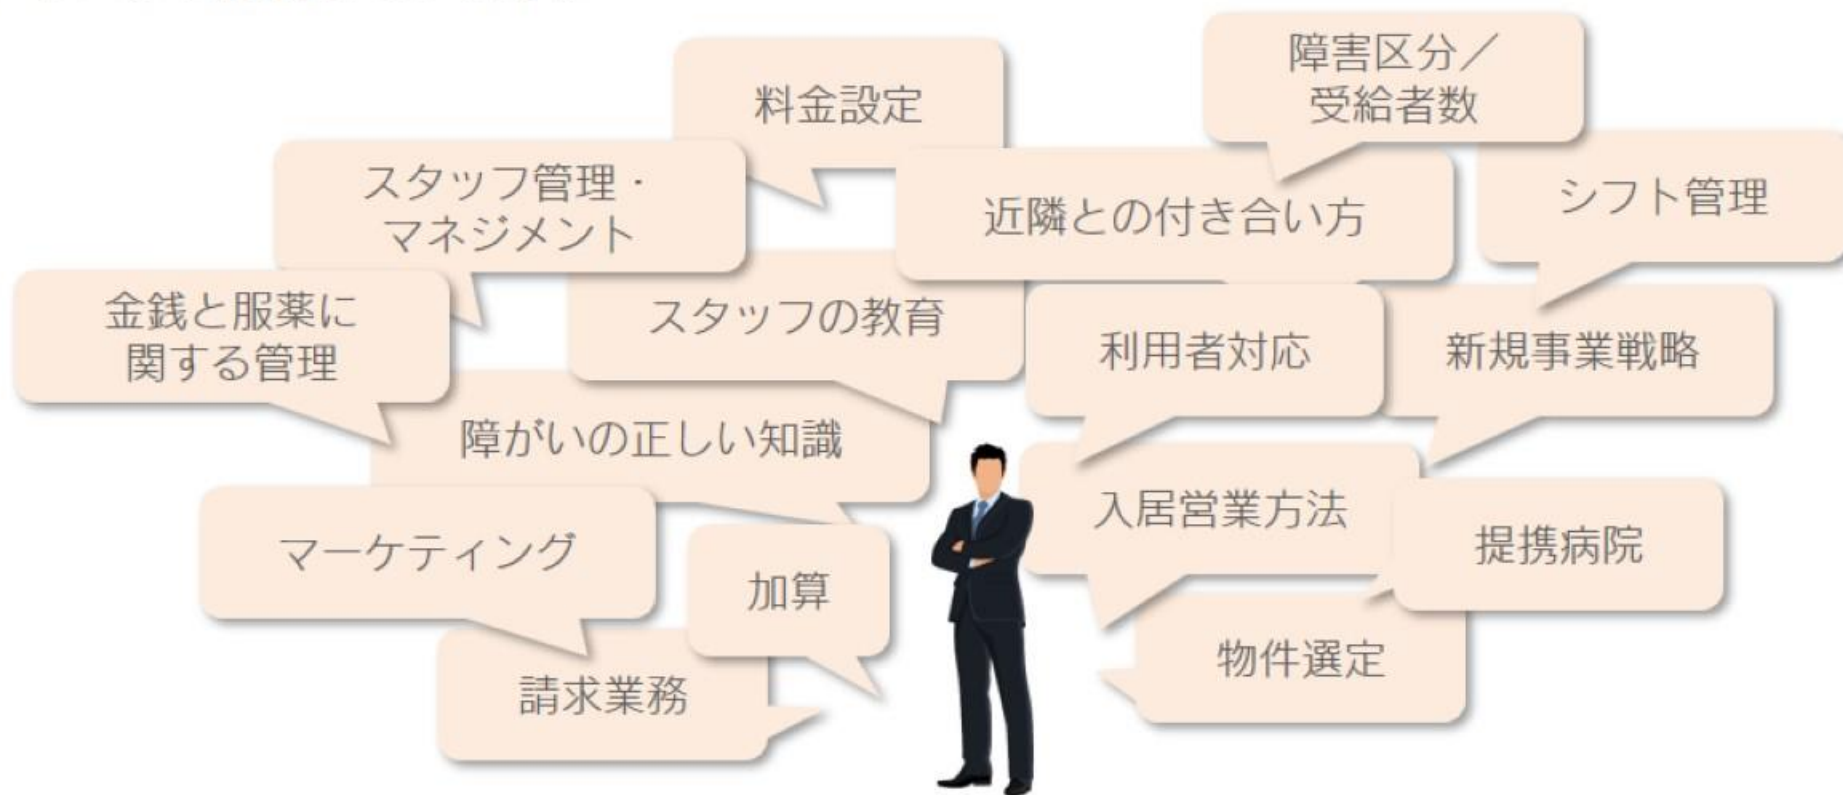 料金設定
障害区分／
受給者数
スタッフ管理・
マネジメント
近隣との付き合い方
シフト管理
金銭と服薬に
関する管理
スタッフの教育
利用者対応
新規事業戦略
障がいの正しい知識
入居営業方法
マーケティング
加算
提携病院
請求業務
物件選定